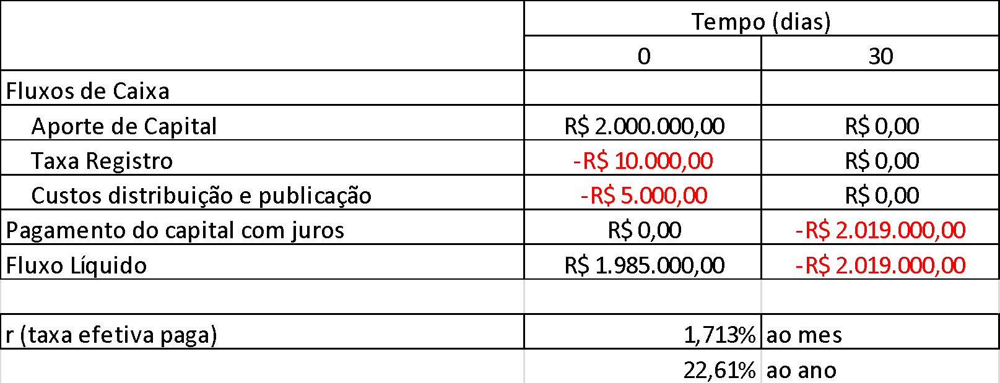 Tempo (dias)
0 30
Fluxos de Caixa
Aporte de Capital R$ 2.000.000,00 R$ 0,00
Taxa Registro -R$ 10.000,00 R$ 0,00
Custos distribuição e publicação -R$ 5.000,00 R$ 0,00
Pagamento do capital com juros R$ 0,00 -R$ 2.019.000,00
Fluxo Líquido R$ 1.985.000,00 -R$ 2.019.000,00
r (taxa efetiva paga) 1,713% ao mes
22,61% ao ano